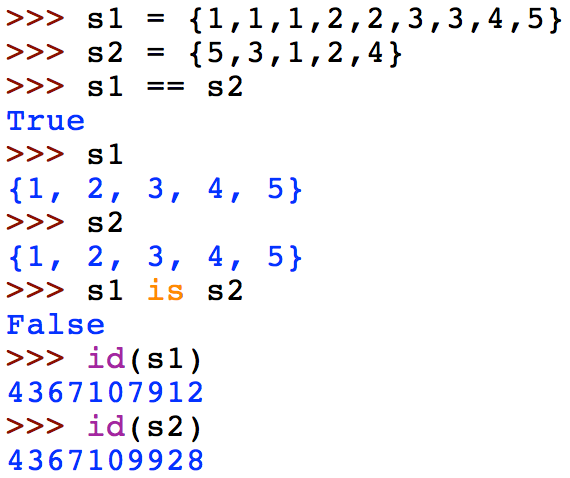 >>> s1 = {1,1,1,2,2,3,3,4,5}
>>> s2 = {5,3,1,2,4}
>>> s1 == s2
True
>>> s1
{1, 2, 3, 4, 5}
>>> s2
{1, 2, 3, 4, 5}
>>> s1 is s2
False
>>> id(s1)
4367107912
>>> id(s2)
4367109928